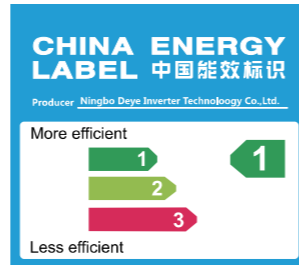 CHINA ENERGY
LABEL 中国能效标识
Producer Ningbo Deye Inverter Technoloogy Co.,Ltd.
More efficient
1
1
2
3
Less efficient